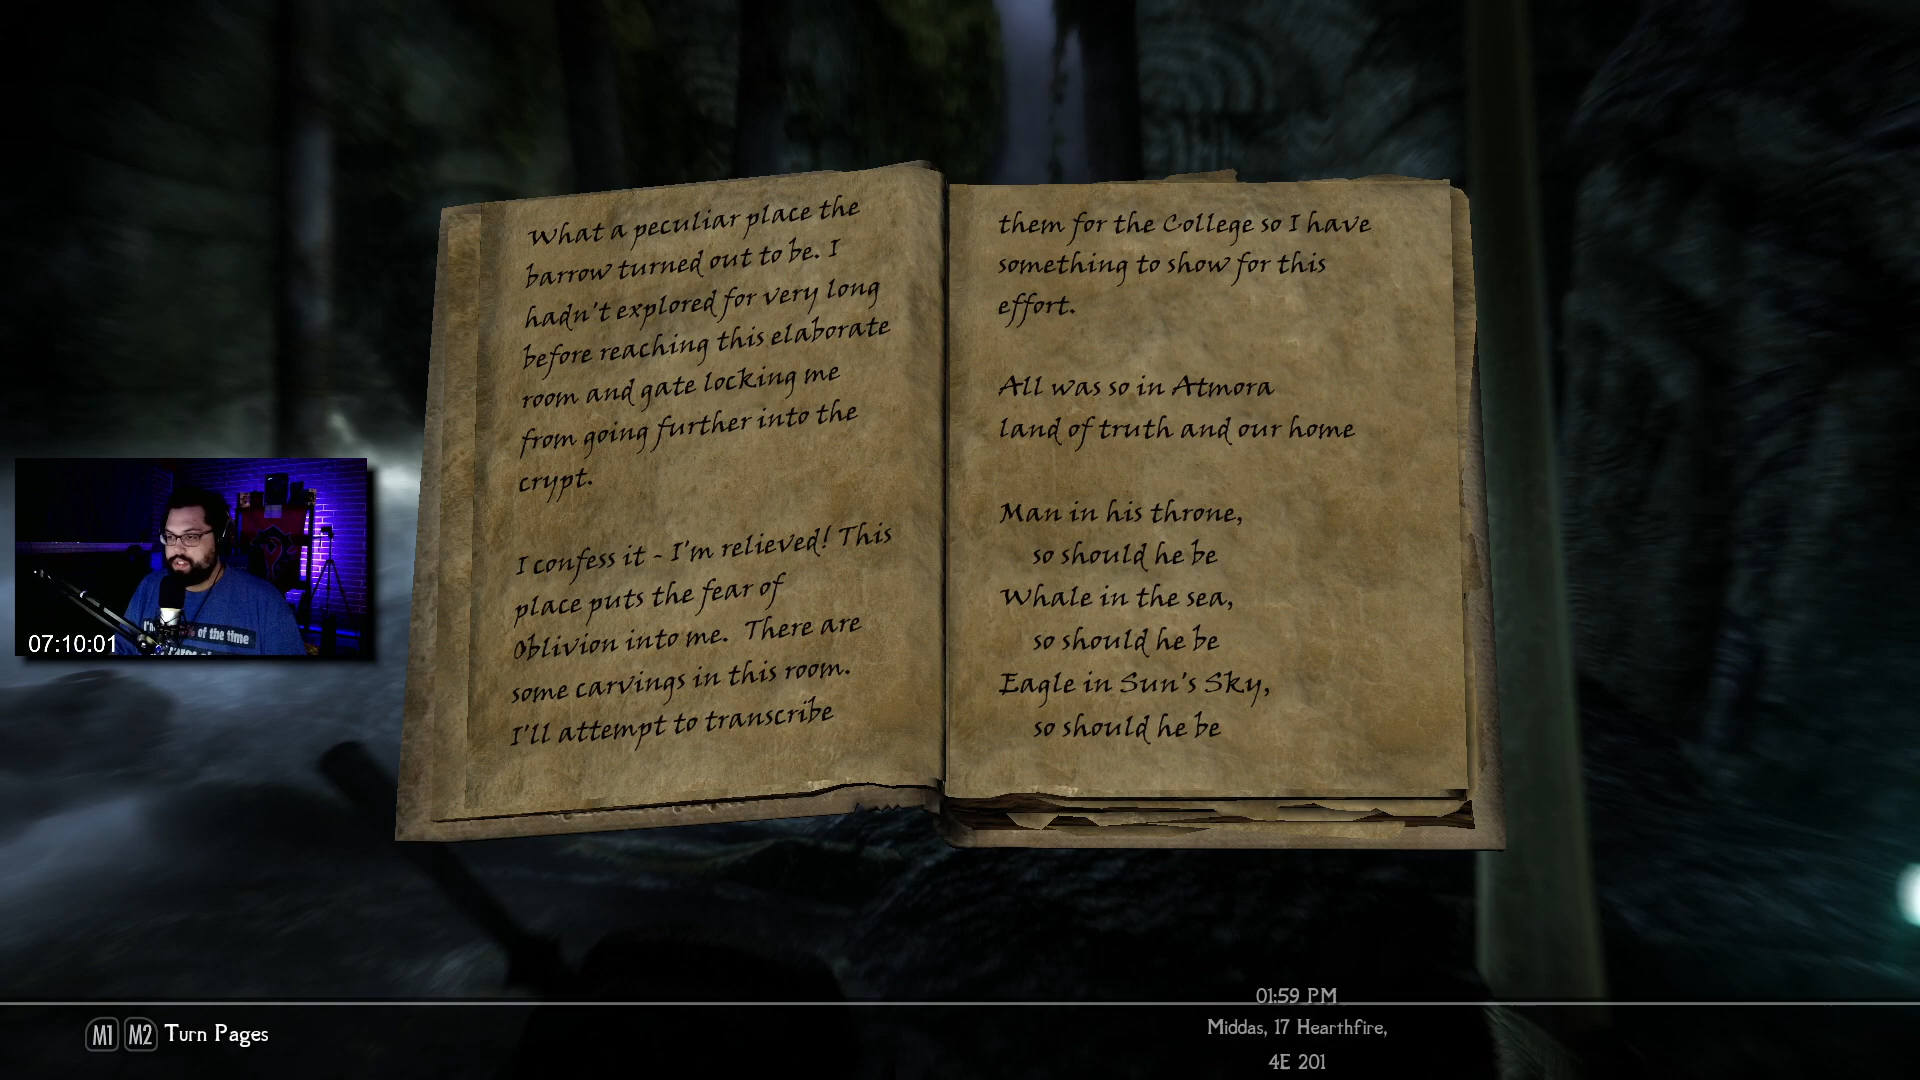 What a peculiar place the
barrow turned out to be. I
hadn't explored for very long
before reaching this elaborate
room and gate locking me
from going further into the
crypt.
I confess it - I'm relieved! This
place puts the fear of
Oblivion into me. There are
some carvings in this room.
I'll attempt to transcribe
them for the College so I have
something to show for this
effort.
All was so in Atmora
land of truth and our home
Man in his throne,
so should he be
Whale in the sea,
so should he be
Eagle in Sun's Sky,
so should he be
of the time
07:10:01
01:59 PM
Middas, 17 Hearthfire,
4E 201
M1 M2 Turn Pages